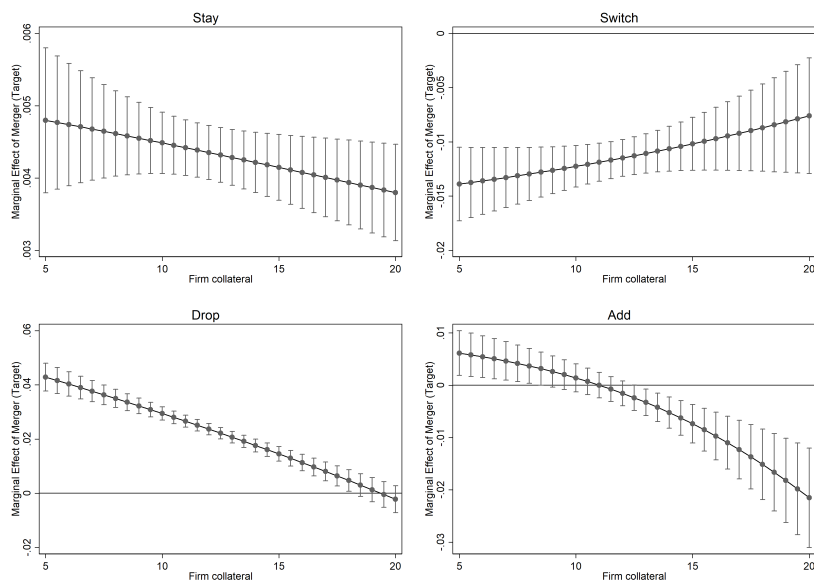 Stay
Marginal Effect of Merger (Target)
.006
.005
.004
.003
5
10
15
20
Firm collateral
Switch
Marginal Effect of Merger (Target)
0
-.005
-.01
-.015
-.02
5
10
15
20
Firm collateral
Drop
Marginal Effect of Merger (Target)
.06
.04
.02
0
-.02
5
10
15
20
Firm collateral
Add
Marginal Effect of Merger (Target)
.01
0
-.01
-.02
-.03
5
10
15
20
Firm collateral